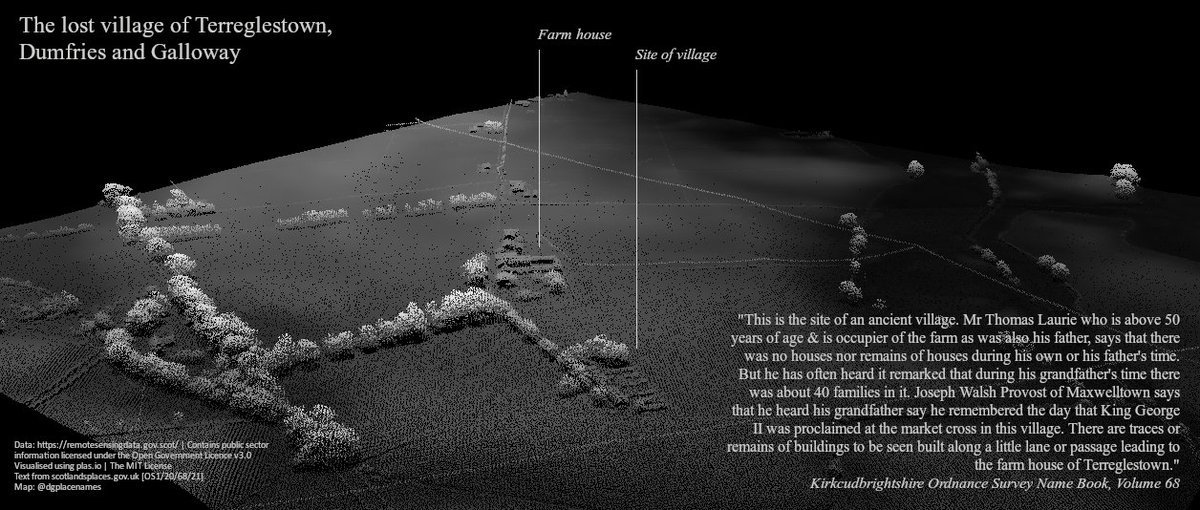 The lost village of Terreglestown,
Dumfries and Galloway
Farm house
Site of village
"This is the site of an ancient village. Mr Thomas Laurie who is above 50
years of age & is occupier of the farm as was also his father, says that there
was no houses nor remains of houses during his own or his father's time.
But he has often heard it remarked that during his grandfather's time there
was about 40 families in it. Joseph Walsh Provost of Maxwelltown says
that he heard his grandfather say he remembered the day that King George
II was proclaimed at the market cross in this village. There are traces or
remains of buildings to be seen built along a little lane or passage leading to
the farm house of Terreglestown."
Kirkcudbrightshire Ordnance Survey Name Book, Volume 68
Data: https://remotesensingdata.gov.scot/ | Contains public sector
information licensed under the Open Government Licence v3.0
Visualised using plas.io | The MIT License
Text from scotlandsplaces.gov.uk [OS1/20/68/21]
Map: @dgplacenames